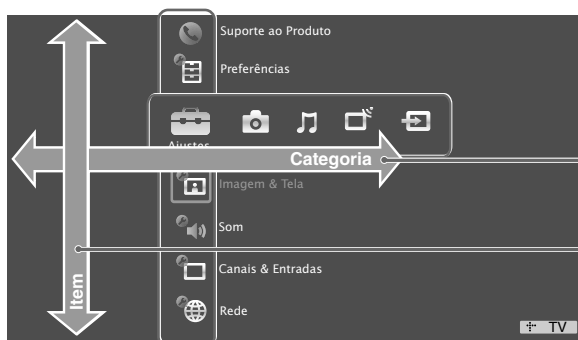 Suporte ao Produto
Preferências
Ajustes
Categoria
Imagem & Tela
Som
Canais & Entradas
Item
Rede
TV